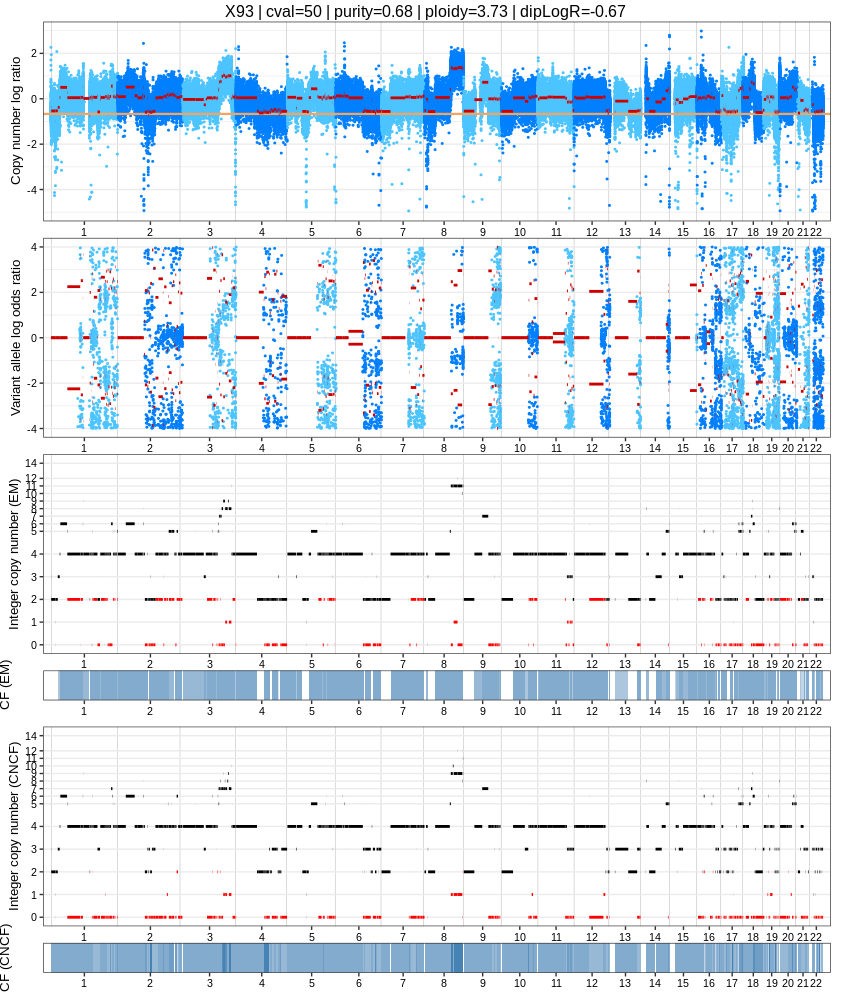 X93 | cval=50 | purity=0.68 | ploidy=3.73 | dipLogR=-0.67
Copy number log ratio
2
0
-2
-4
1 2 3 4 5 6 7 8 9 10 11 12 13 14 15 16 17 18 19 20 21 22
Variant allele log odds ratio
4
2
0
-2
-4
1 2 3 4 5 6 7 8 9 10 11 12 13 14 15 16 17 18 19 20 21 22
Integer copy number (EM)
14
12
11
10
9
8
7
6
5
4
3
2
1
0
1 2 3 4 5 6 7 8 9 10 11 12 13 14 15 16 17 18 19 20 21 22
CF (EM)
1 2 3 4 5 6 7 8 9 10 11 12 13 14 15 16 17 18 19 20 21 22
Integer copy number (CNCF)
14
12
11
10
9
8
7
6
5
4
3
2
1
0
1 2 3 4 5 6 7 8 9 10 11 12 13 14 15 16 17 18 19 20 21 22
CF (CNCF)
1 2 3 4 5 6 7 8 9 10 11 12 13 14 15 16 17 18 19 20 21 22